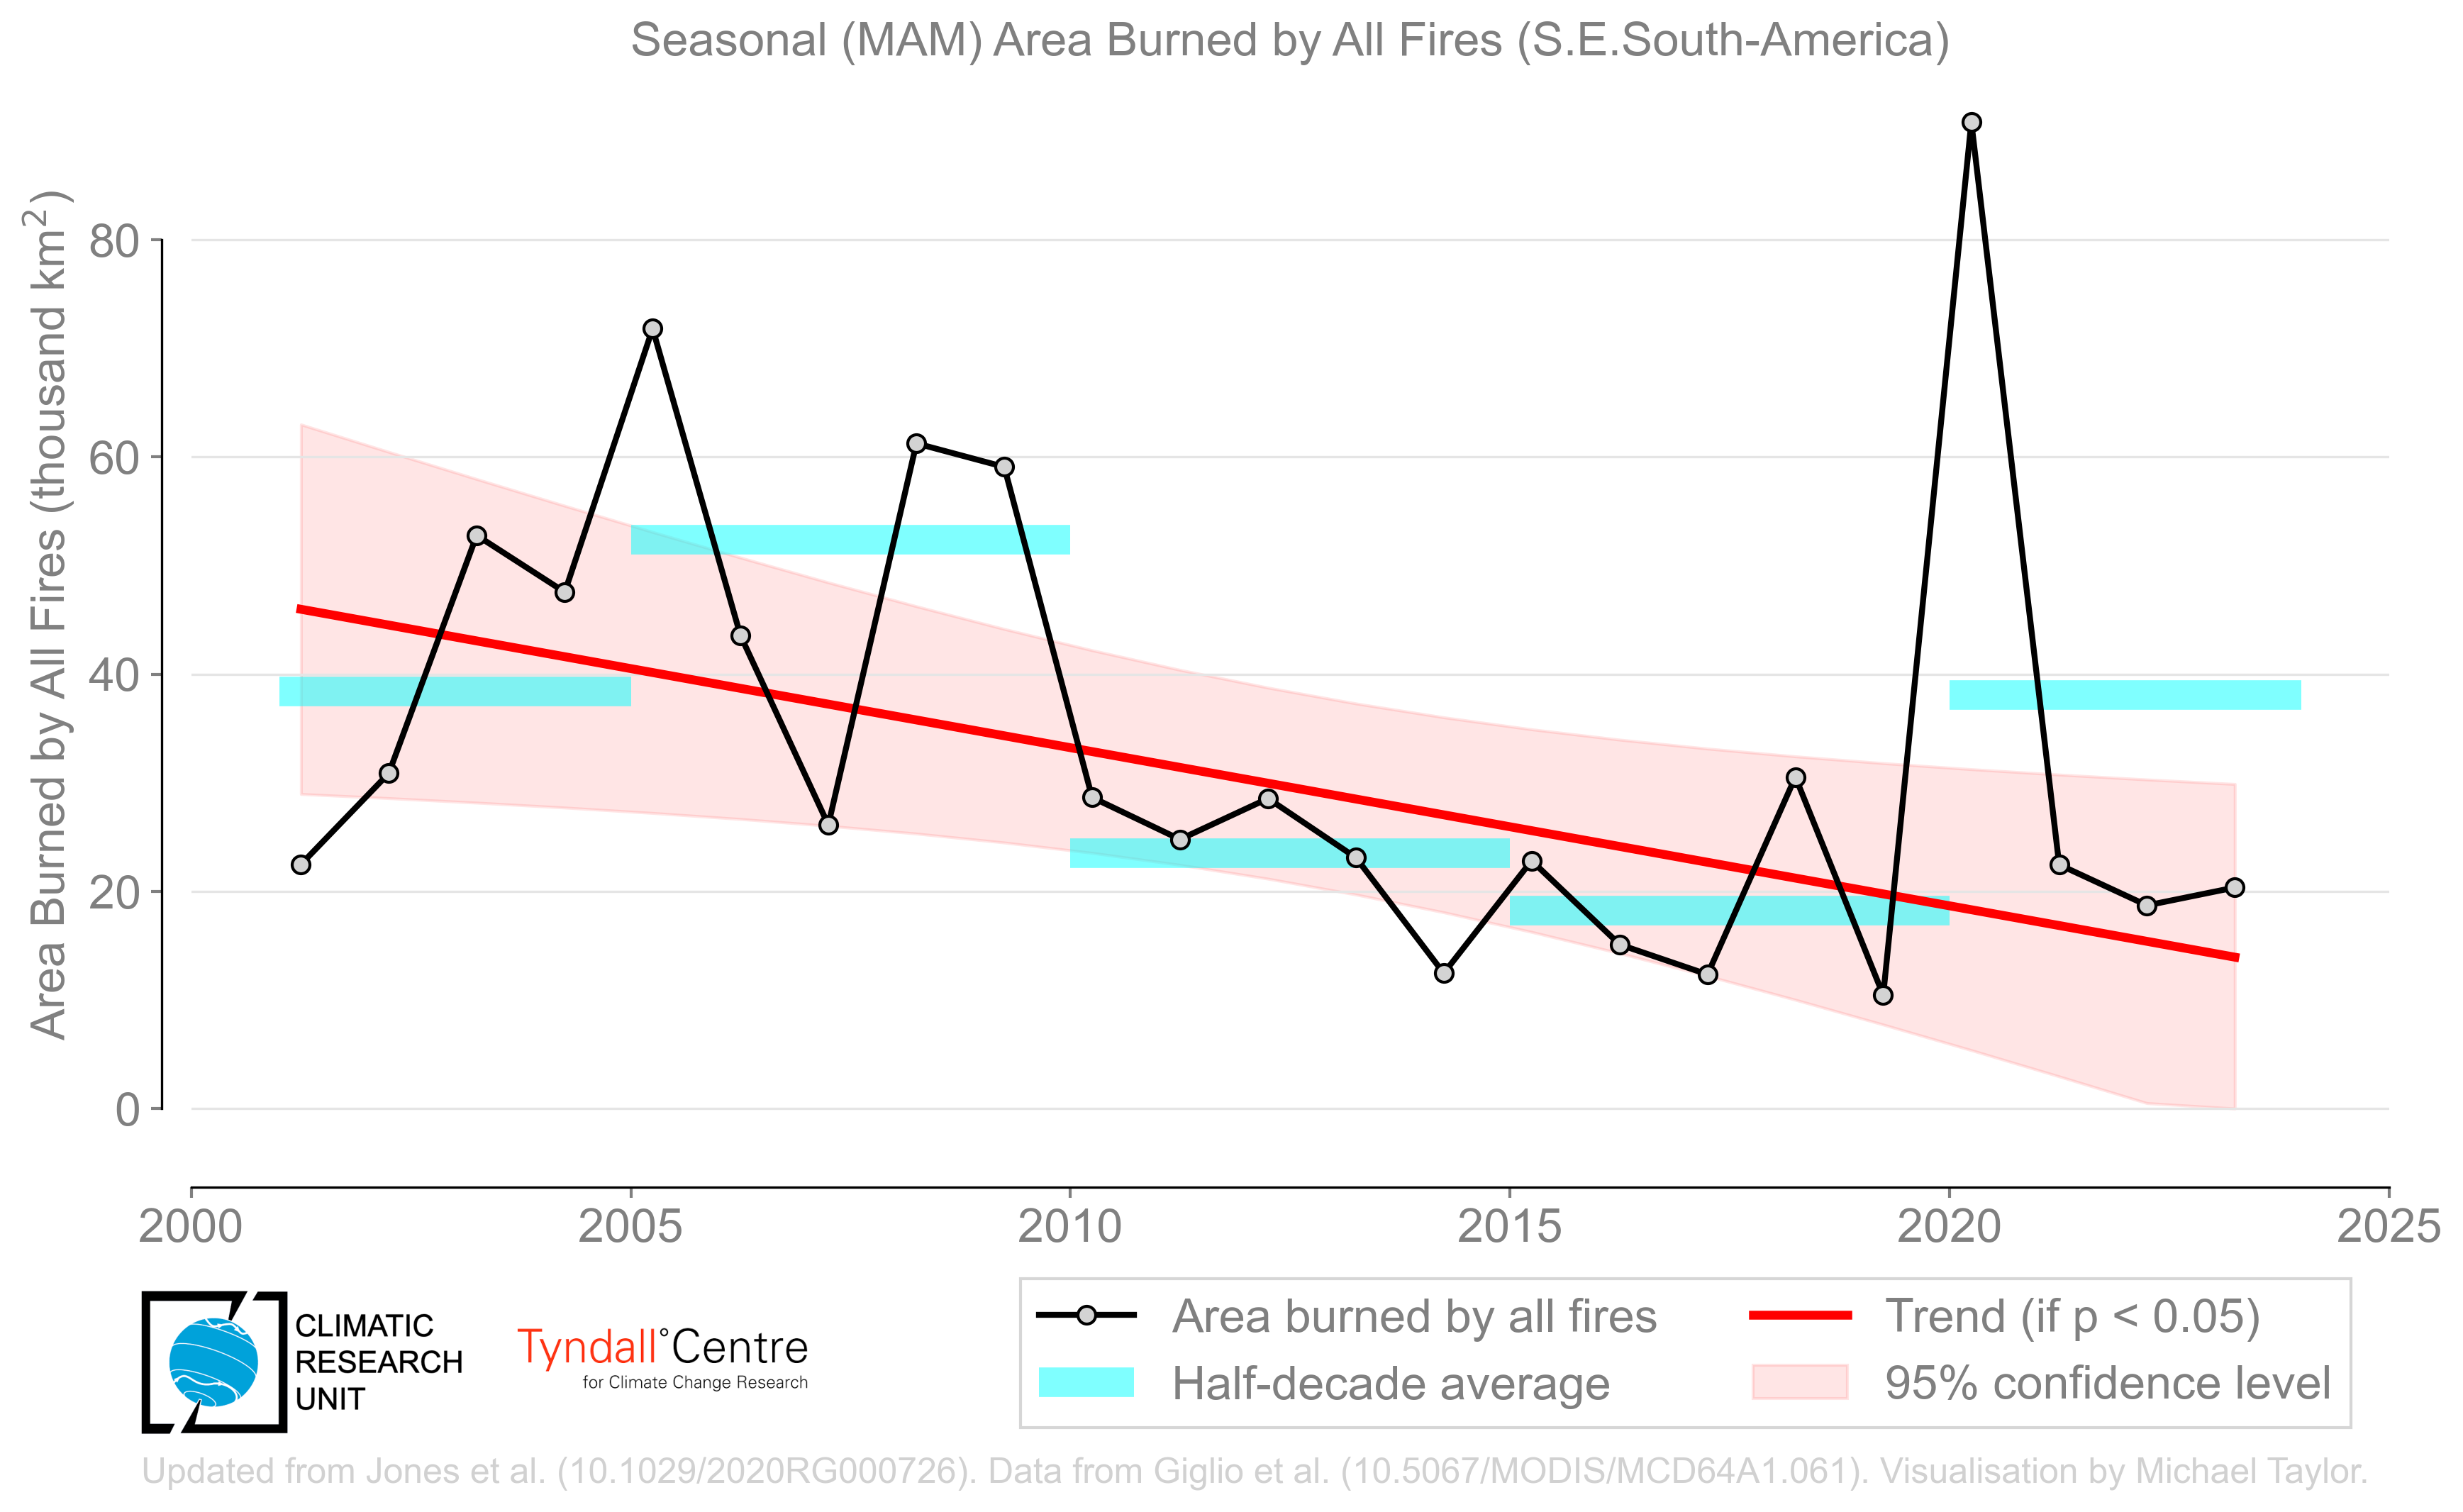 Seasonal (MAM) Area Burned by All Fires (S.E.South-America)
Area Burned by All Fires (thousand km²)
80
60
40
20
0
2000 2005 2010 2015 2020 2025
CLIMATIC
RESEARCH
UNIT
Tyndall°Centre
for Climate Change Research
Area burned by all fires
Half-decade average
Trend (if p < 0.05)
95% confidence level
Updated from Jones et al. (10.1029/2020RG000726). Data from Giglio et al. (10.5067/MODIS/MCD64A1.061). Visualisation by Michael Taylor.